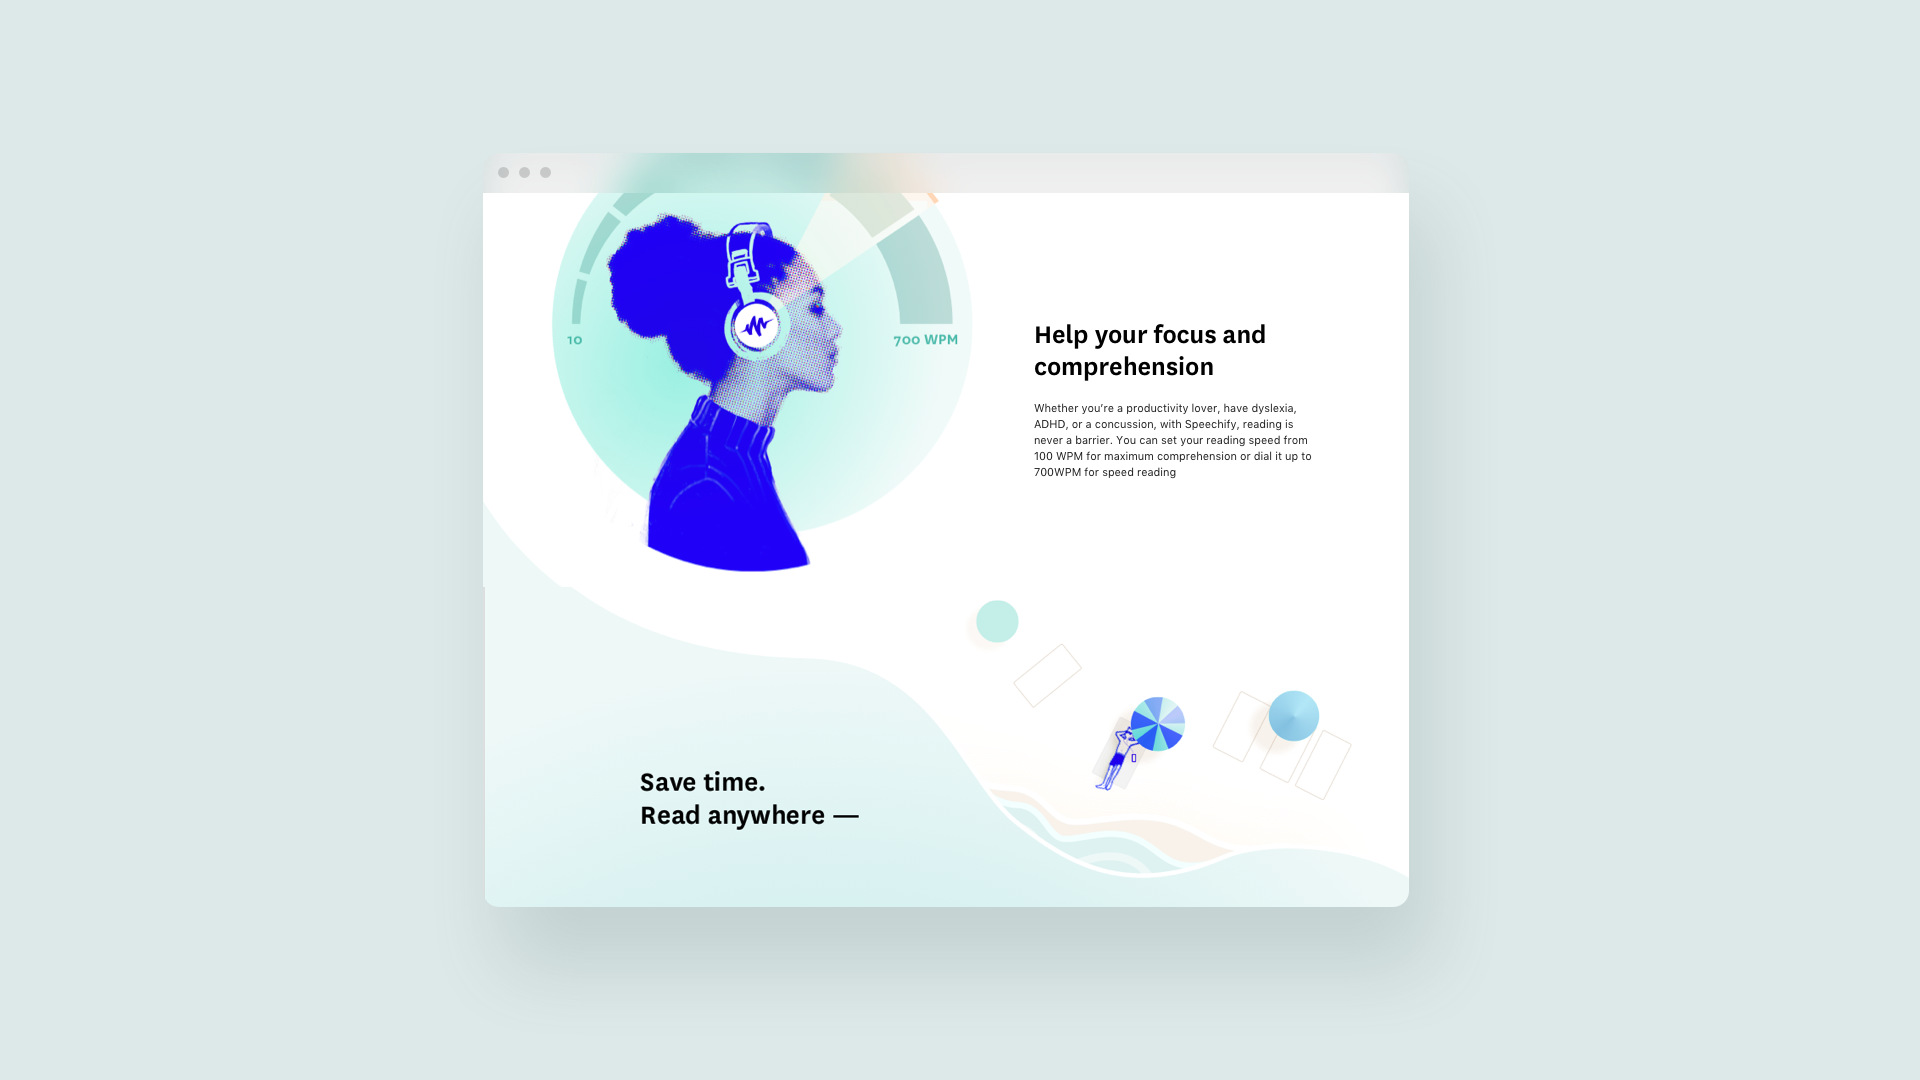 10
700 WPM
Help your focus and
comprehension
Whether you’re a productivity lover, have dyslexia,
ADHD, or a concussion, with Speechify, reading is
never a barrier. You can set your reading speed from
100 WPM for maximum comprehension or dial it up to
700WPM for speed reading
Save time.
Read anywhere —